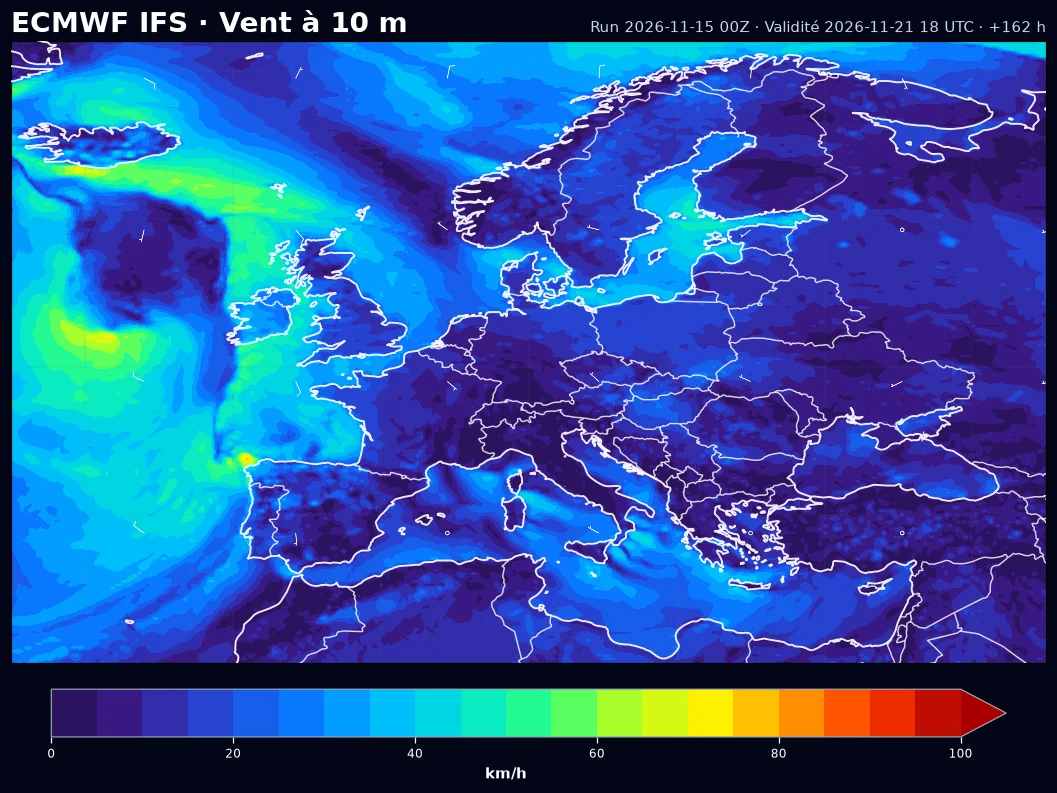 ECMWF IFS · Vent à 10 m
Run 2026-11-15 00Z · Validité 2026-11-21 18 UTC · +162 h
0 20 40 60 80 100
km/h